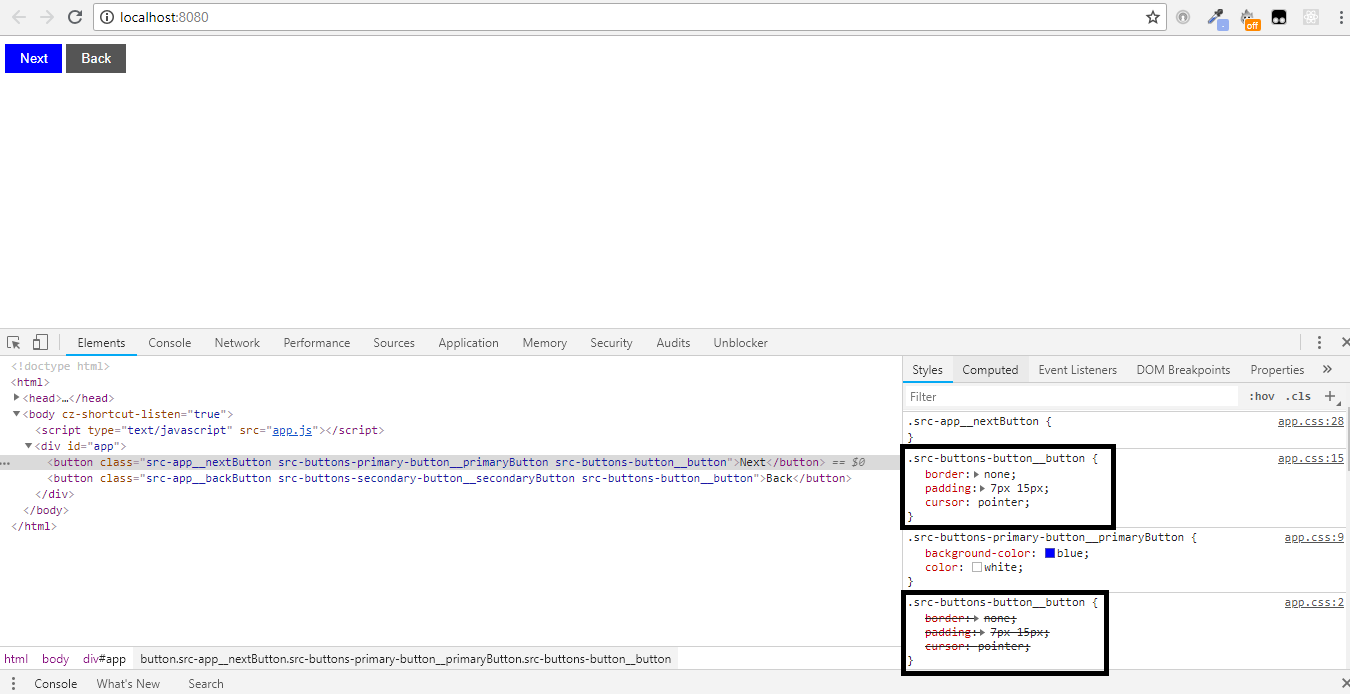 localhost:8080
off
Next Back
Elements Console Network Performance Sources Application Memory Security Audits Unblocker
<!doctype html>
<html>
<head>…</head>
<body cz-shortcut-listen="true">
<script type="text/javascript" src="app.js"></script>
<div id="app">
<button class="src-app__nextButton src-buttons-primary-button__primaryButton src-buttons-button__button">Next</button> == $0
<button class="src-app__backButton src-buttons-secondary-button__secondaryButton src-buttons-button__button">Back</button>
</div>
</body>
</html>
html body div#app button.src-app__nextButton.src-buttons-primary-button__primaryButton.src-buttons-button__button
Styles Computed Event Listeners DOM Breakpoints Properties »
Filter :hov .cls +
.src-app__nextButton { app.css:28
}
.src-buttons-button__button { app.css:15
border: none;
padding: 7px 15px;
cursor: pointer;
}
.src-buttons-primary-button__primaryButton { app.css:9
background-color: blue;
color: white;
}
.src-buttons-button__button { app.css:2
border: none;
padding: 7px 15px;
cursor: pointer;
}
Console What's New Search